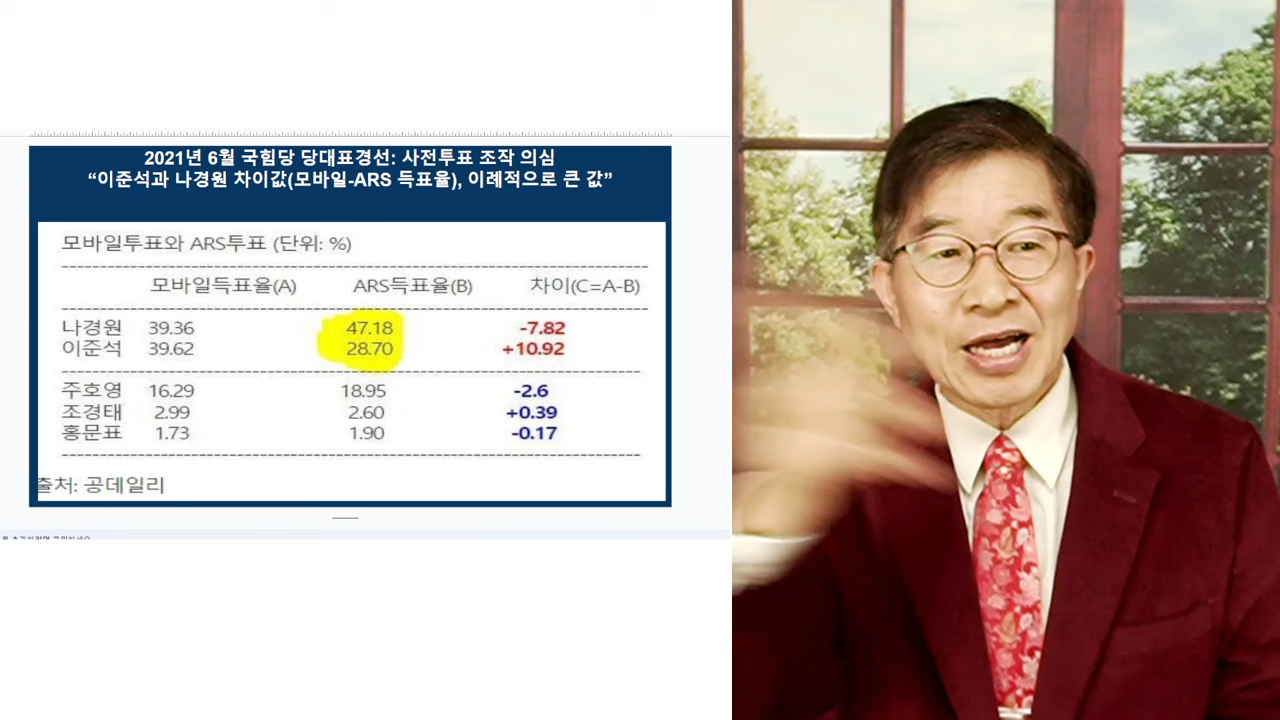 2021년 6월 국힘당 당대표경선: 사전투표 조작 의심
“이준석과 나경원 차이값(모바일-ARS 득표율), 이례적으로 큰 값”
모바일투표와 ARS투표 (단위: %)
모바일득표율(A) ARS득표율(B) 차이(C=A-B)
나경원 39.36 47.18 -7.82
이준석 39.62 28.70 +10.92
주호영 16.29 18.95 -2.6
조경태 2.99 2.60 +0.39
홍문표 1.73 1.90 -0.17
출처: 공데일리